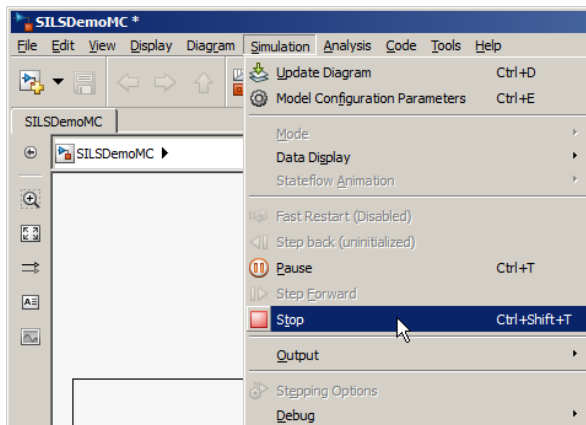 SILSDemoMC *
File Edit View Display Diagram Simulation Analysis Code Tools Help
Update Diagram Ctrl+D
Model Configuration Parameters Ctrl+E
SILSDemoMC
Mode
SILSDemoMC
Data Display
Stateflow Animation
Fast Restart (Disabled)
Step back (uninitialized)
Pause Ctrl+T
Step Forward
Stop Ctrl+Shift+T
Output
Stepping Options
Debug